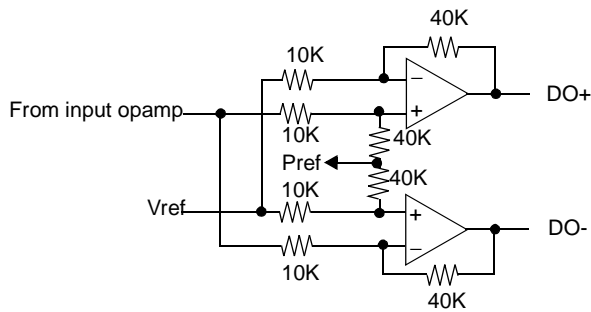 40K
10K
−
DO+
From input opamp
+
10K
40K
Pref
40K
10K
Vref
+
DO-
−
10K
40K